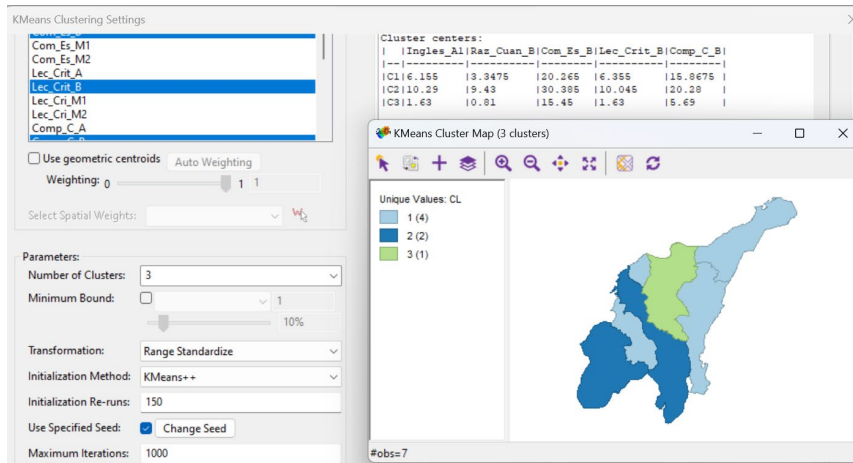 KMeans Clustering Settings
Com_Es_M1
Com_Es_M2
Lec_Crit_A
Lec_Crit_B
Lec_Cri_M1
Lec_Cri_M2
Comp_C_A
Use geometric centroids
Auto Weighting
Weighting: 0 1 1
Select Spatial Weights:
Parameters:
Number of Clusters: 3
Minimum Bound: 1
10%
Transformation: Range Standardize
Initialization Method: KMeans++
Initialization Re-runs: 150
Use Specified Seed: Change Seed
Maximum Iterations: 1000
Cluster centers:
| |Ingles_A1|Raz_Cuan_B|Com_Es_B|Lec_Crit_B|Comp_C_B|
|--|---------|----------|--------|----------|--------|
|C1|6.155 |3.3475 |20.265 |6.355 |15.8675 |
|C2|10.29 |9.43 |30.385 |10.045 |20.28 |
|C3|1.63 |0.81 |15.45 |1.63 |5.69 |
KMeans Cluster Map (3 clusters)
Unique Values: CL
1 (4)
2 (2)
3 (1)
#obs=7